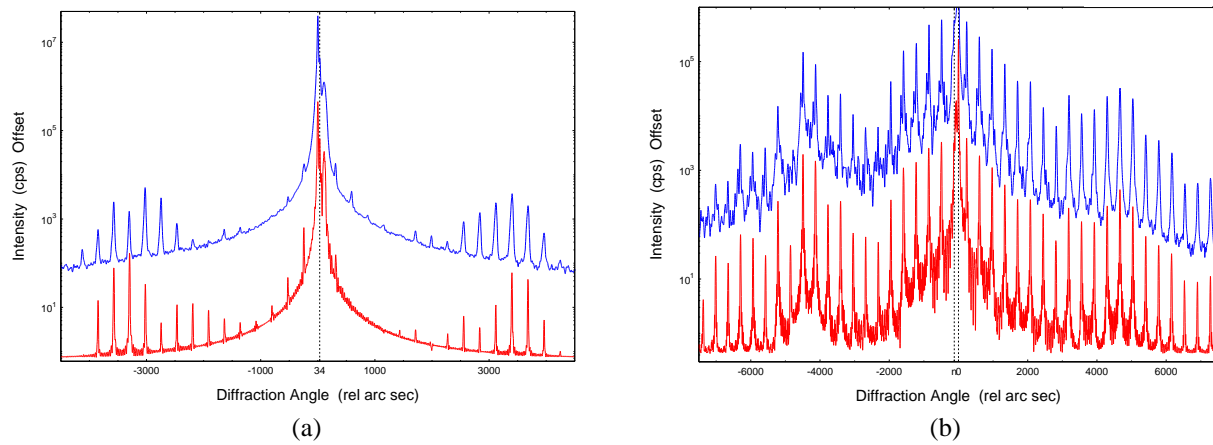 10⁷
10⁵
10³
10¹
Intensity (cps) Offset
-3000 -1000 34 1000 3000
Diffraction Angle (rel arc sec)
(a)
10⁵
10³
10¹
Intensity (cps) Offset
-6000 -4000 -2000 0 2000 4000 6000
Diffraction Angle (rel arc sec)
(b)